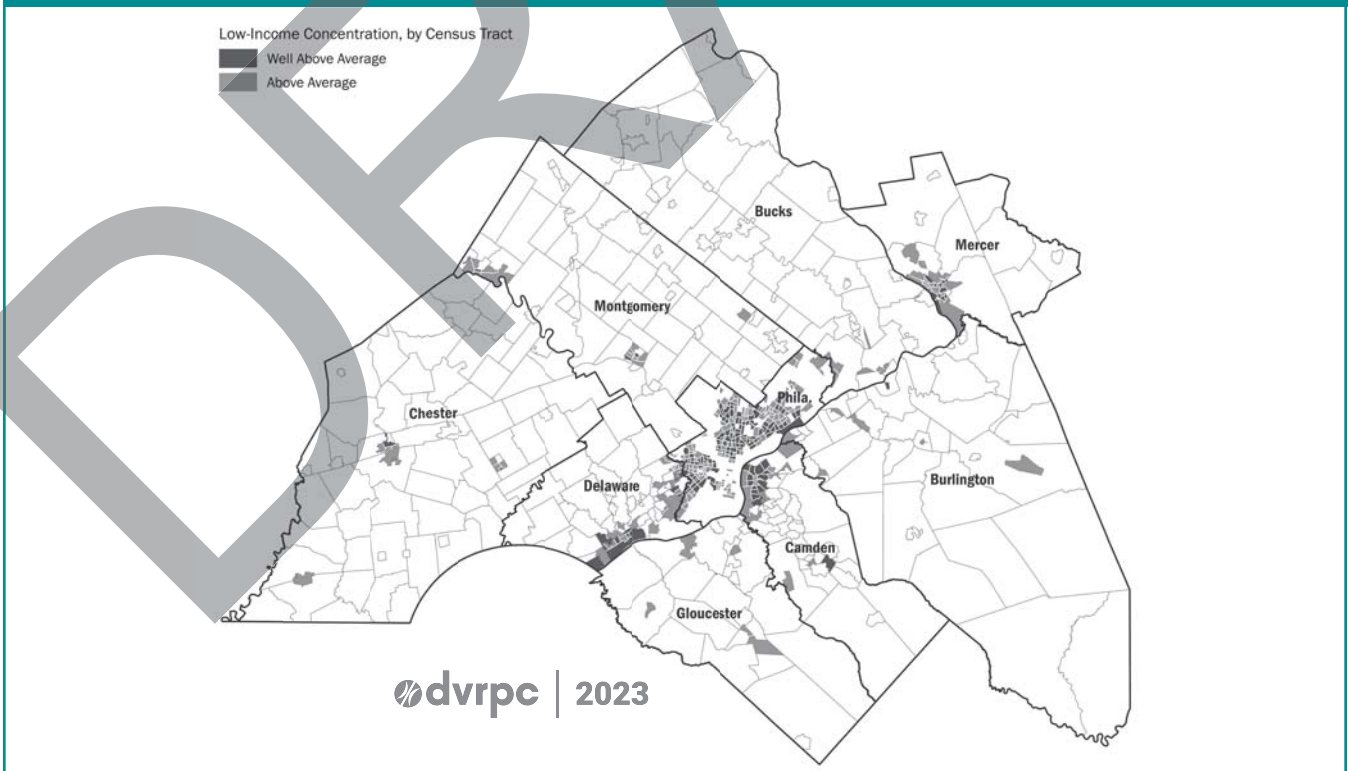 Low-Income Concentration, by Census Tract
Well Above Average
Above Average
Bucks
Mercer
Montgomery
Phila.
Chester
Burlington
Delaware
Camden
Gloucester
dvrpc | 2023
DR